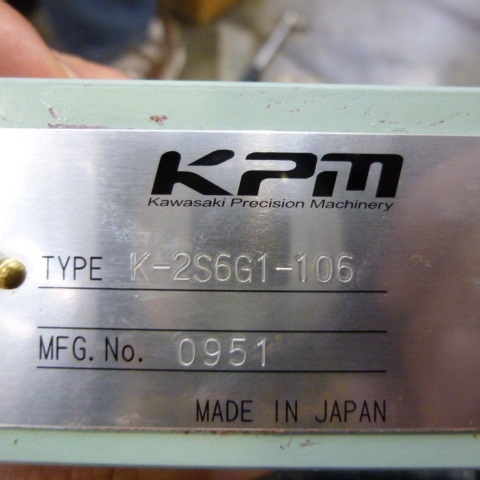 KPM
Kawasaki Precision Machinery
TYPE K-2S6G1-106
MFG.No. 0951
MADE IN JAPAN